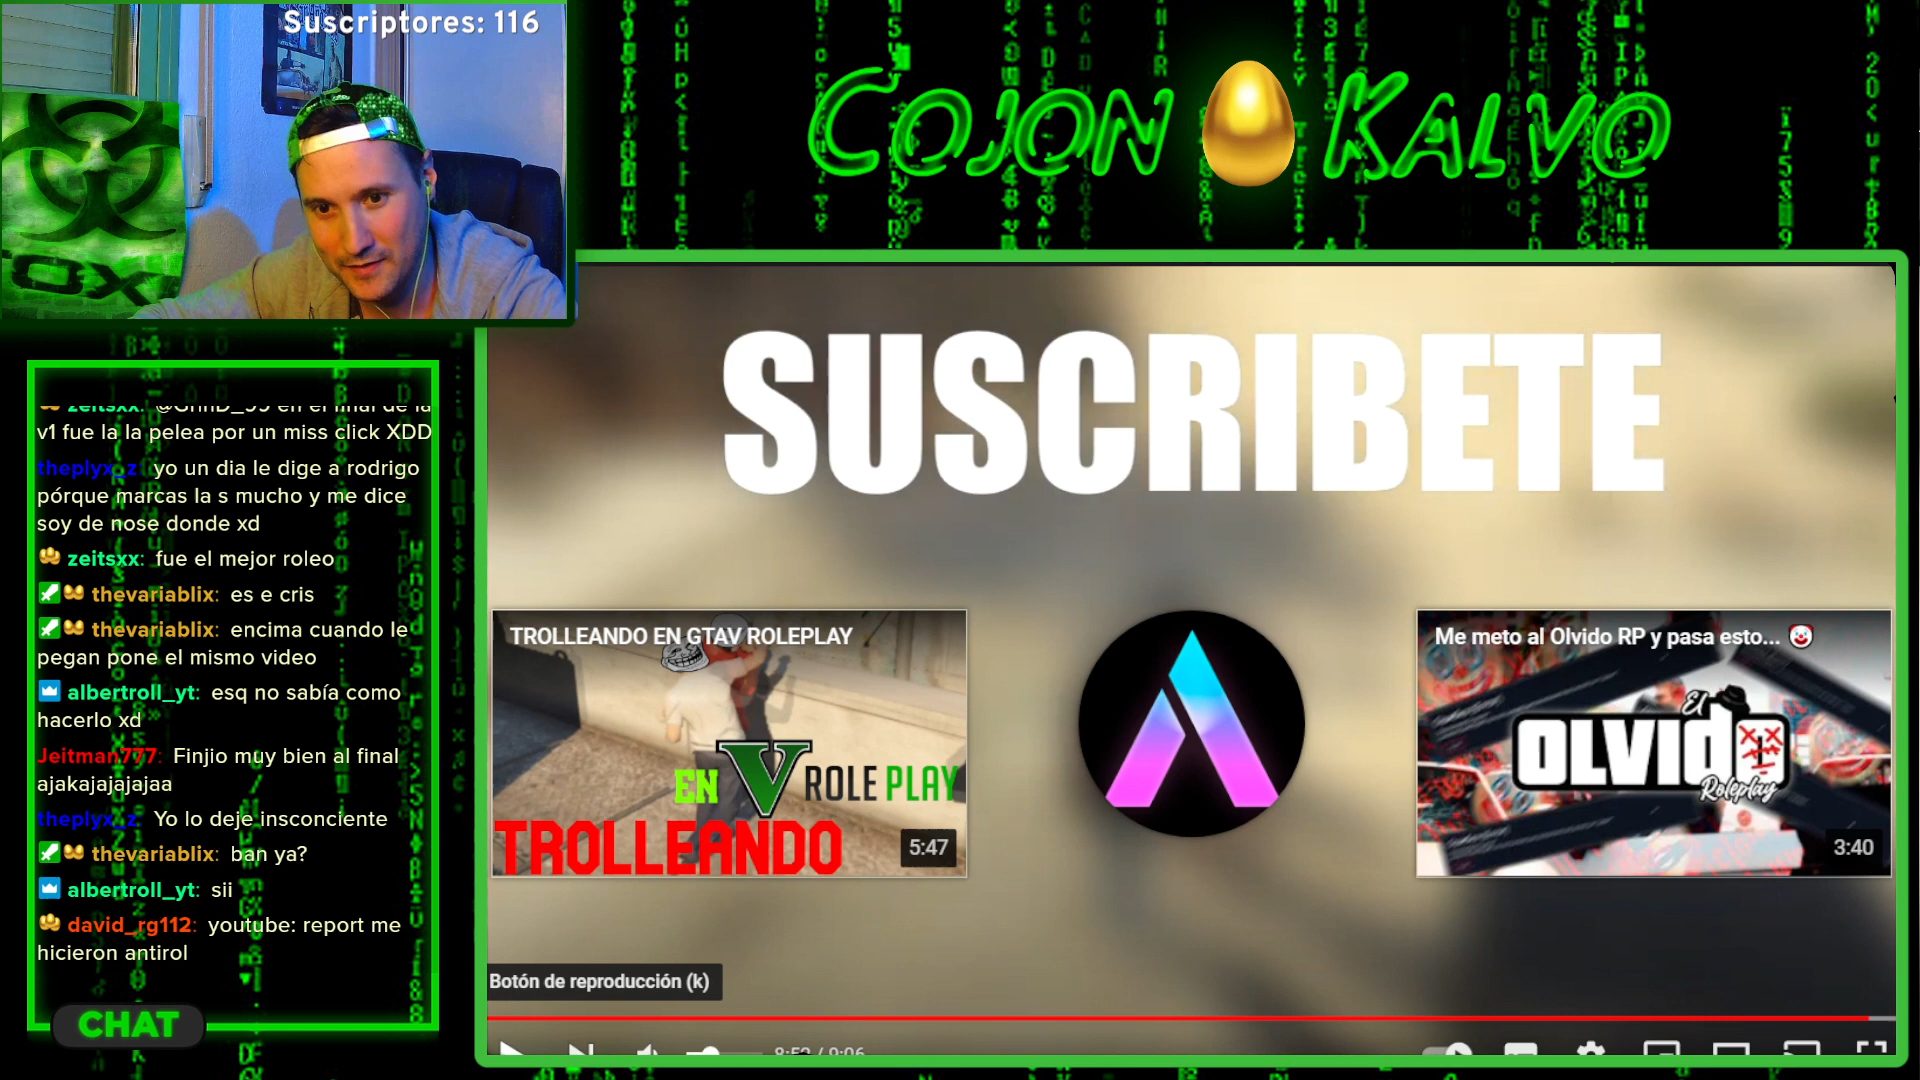 Suscriptores: 116
COJON KALVO
TOXI
v1 fue la la pelea por un miss click XDD
theplyx_z: yo un dia le dige a rodrigo
pórque marcas la s mucho y me dice
soy de nose donde xd
zeitsxx: fue el mejor roleo
thevariablix: es e cris
thevariablix: encima cuando le
pegan pone el mismo video
albertroll_yt: esq no sabía como
hacerlo xd
Jeitman777: Finjio muy bien al final
ajakajajajajaa
theplyx_z: Yo lo deje insconciente
thevariablix: ban ya?
albertroll_yt: sii
david_rg112: youtube: report me
hicieron antirol
CHAT
SUSCRIBETE
TROLLEANDO EN GTAV ROLEPLAY
EN V ROLE PLAY
TROLLEANDO
5:47
Me meto al Olvido RP y pasa esto...
El
OLVIDO
Roleplay
3:40
Botón de reproducción (k)
8:52 / 9:06